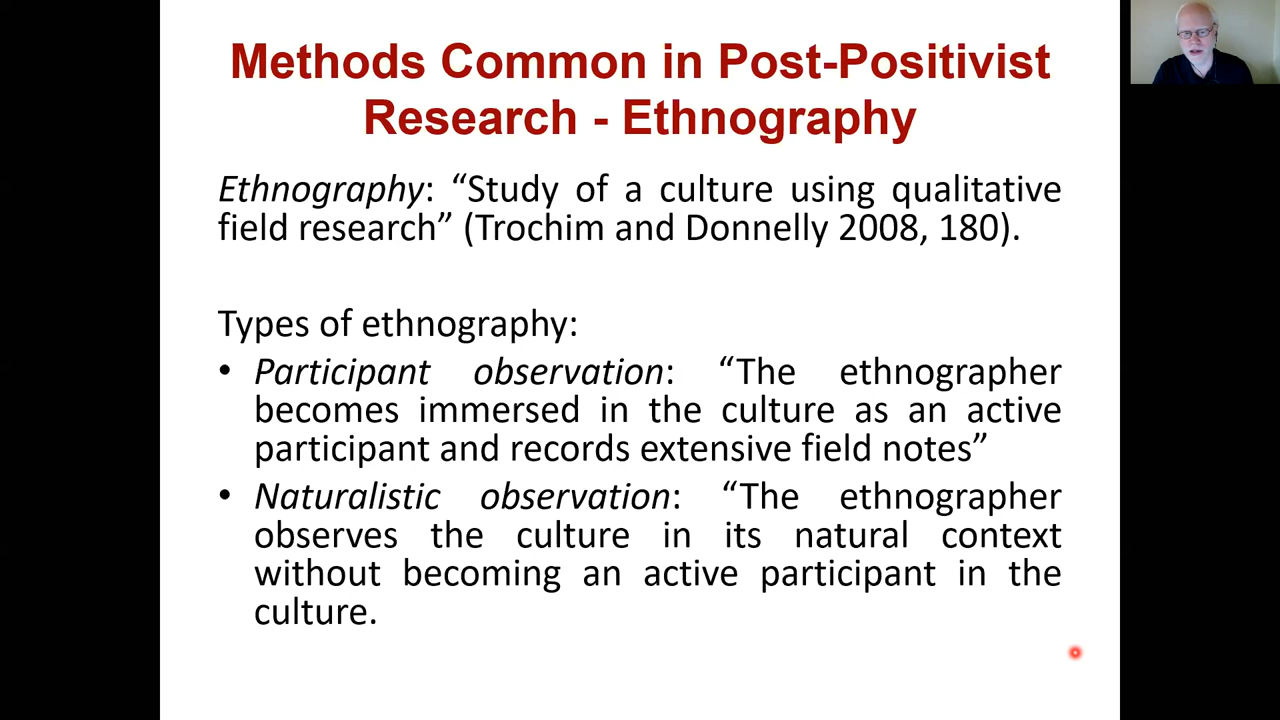 Methods Common in Post-Positivist
Research - Ethnography
Ethnography: “Study of a culture using qualitative
field research” (Trochim and Donnelly 2008, 180).
Types of ethnography:
• Participant observation: “The ethnographer
becomes immersed in the culture as an active
participant and records extensive field notes”
• Naturalistic observation: “The ethnographer
observes the culture in its natural context
without becoming an active participant in the
culture.